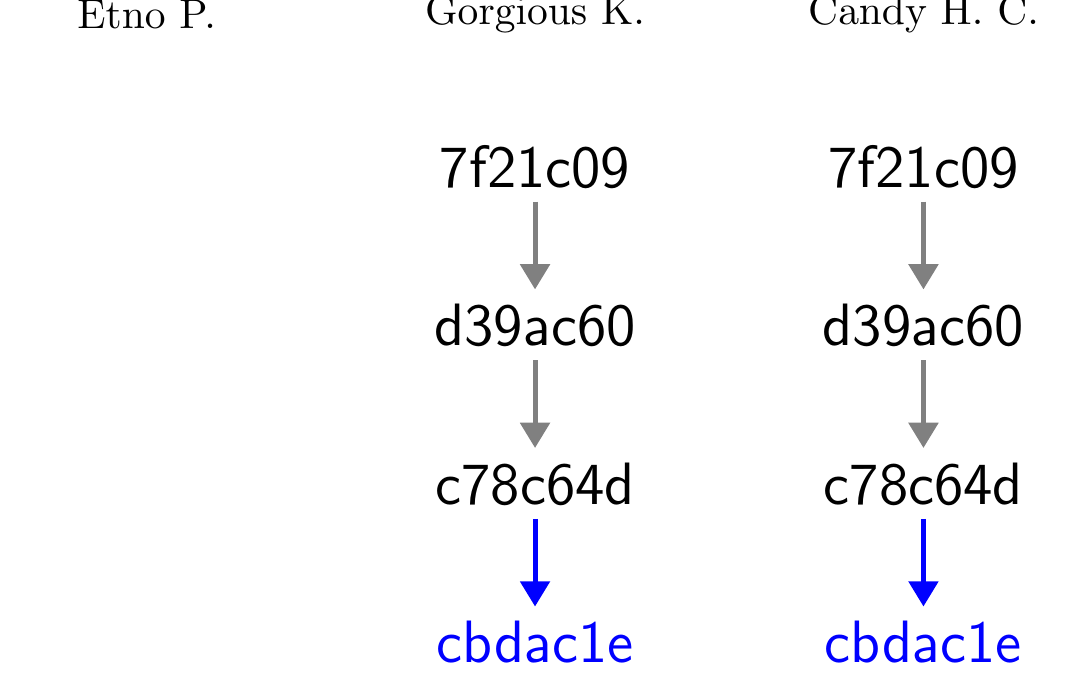 Etno P. Gorgious K. Candy H. C.
7f21c09 7f21c09
d39ac60 d39ac60
c78c64d c78c64d
cbdac1e cbdac1e